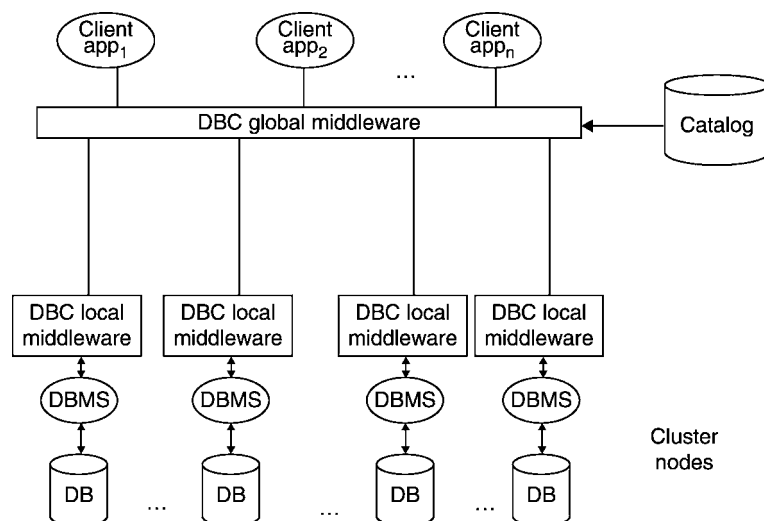 Client
app₁
Client
app₂
...
Client
appₙ
DBC global middleware
Catalog
DBC local
middleware
DBC local
middleware
DBC local
middleware
DBC local
middleware
DBMS
DBMS
DBMS
DBMS
Cluster
nodes
DB
...
DB
...
DB
...
DB